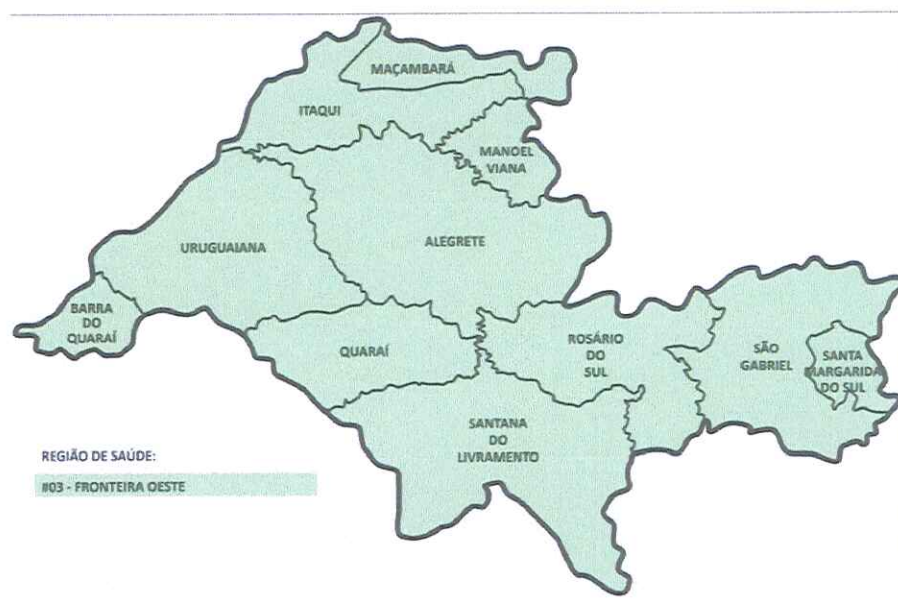 MAÇAMBARÁ
ITAQUI
MANOEL
VIANA
URUGUAIANA
ALEGRETE
BARRA
DO
QUARAÍ
QUARAÍ
ROSÁRIO
DO
SUL
SÃO
GABRIEL
SANTA
MARGARIDA
DO SUL
SANTANA
DO
LIVRAMENTO
REGIÃO DE SAÚDE:
#03 - FRONTEIRA OESTE